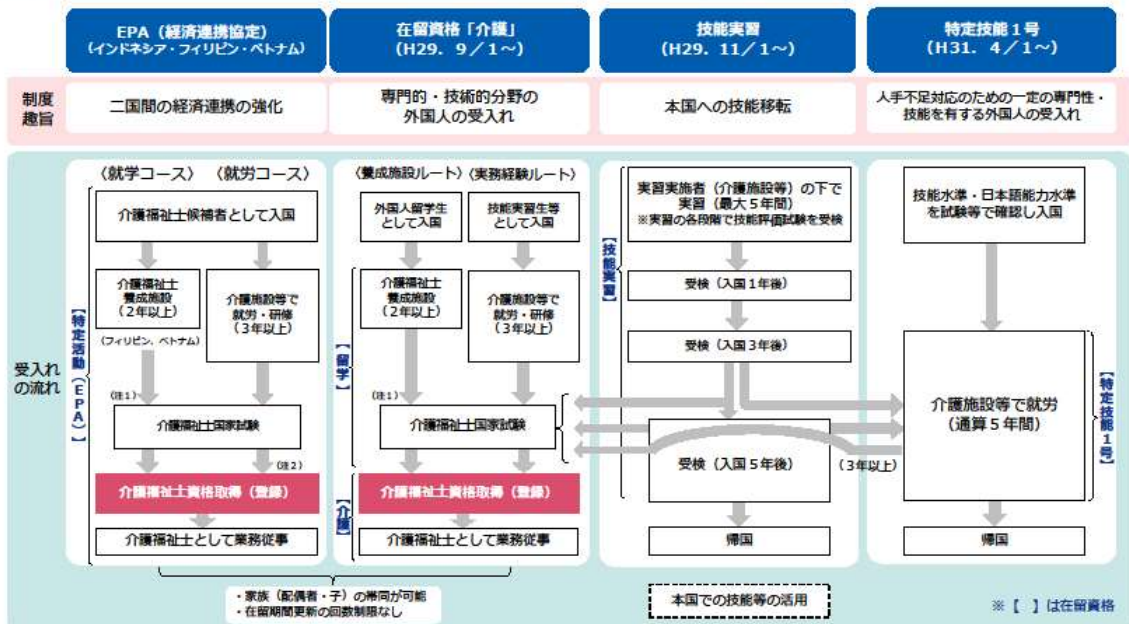 EPA(経済連携協定)
(インドネシア・フィリピン・ベトナム)
在留資格「介護」
(H29. 9/1~)
技能実習
(H29. 11/1~)
特定技能1号
(H31. 4/1~)
制度
趣旨
二国間の経済連携の強化
専門的・技術的分野の
外国人の受入れ
本国への技能移転
人手不足対応のための一定の専門性・
技能を有する外国人の受入れ
受入れ
の流れ
〈就学コース〉
〈就労コース〉
介護福祉士候補者として入国
介護福祉士
養成施設
(2年以上)
(フィリピン、ベトナム)
介護施設等で
就労・研修
(3年以上)
【特定活動(EPA)】
(注1)
介護福祉士国家試験
(注2)
介護福祉士資格取得(登録)
介護福祉士として業務従事
〈養成施設ルート〉
〈実務経験ルート〉
外国人留学生
として入国
技能実習生等
として入国
介護福祉士
養成施設
(2年以上)
介護施設等で
就労・研修
(3年以上)
【留学】
(注1)
介護福祉士国家試験
【介護】
介護福祉士資格取得(登録)
介護福祉士として業務従事
・家族(配偶者・子)の帯同が可能
・在留期間更新の回数制限なし
実習実施者(介護施設等)の下で
実習(最大5年間)
※実習の各段階で技能評価試験を受検
【技能実習】
受検(入国1年後)
受検(入国3年後)
受検(入国5年後)
帰国
本国での技能等の活用
技能水準・日本語能力水準
を試験等で確認し入国
介護施設等で就労
(通算5年間)
【特定技能1号】
(3年以上)
帰国
※【 】は在留資格